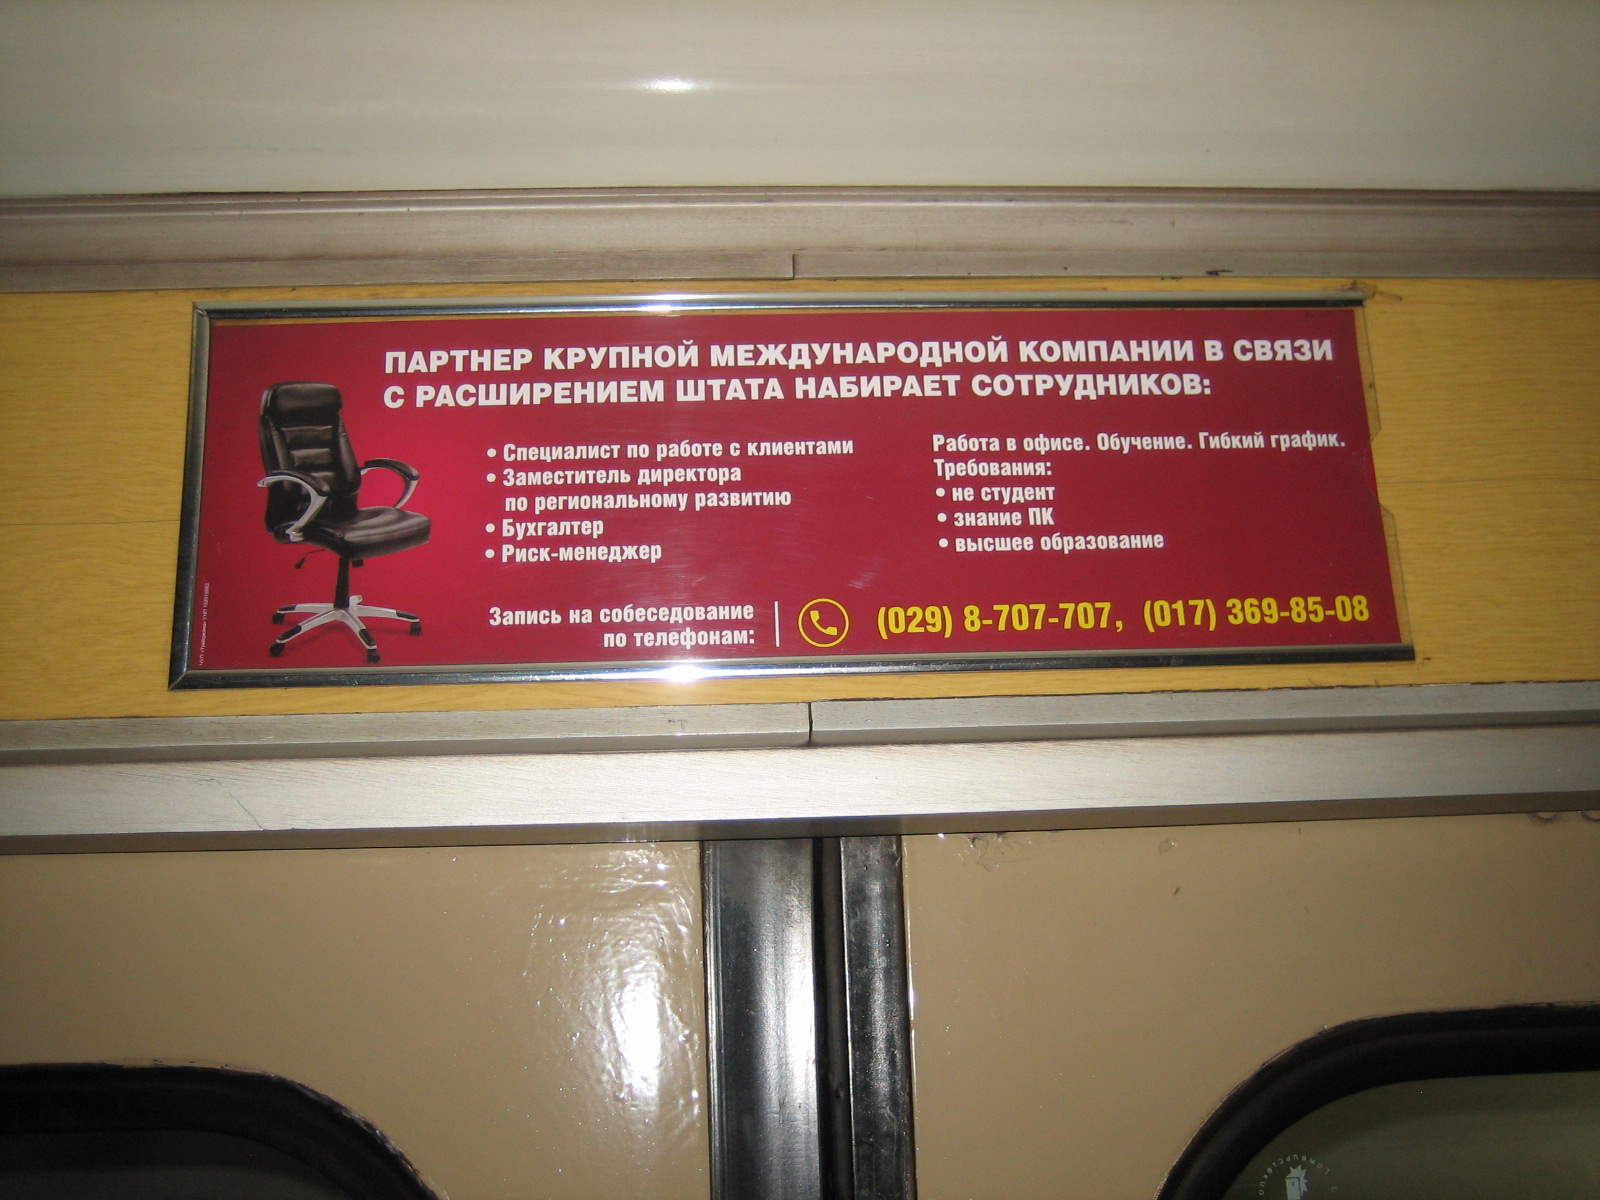 ПАРТНЕР КРУПНОЙ МЕЖДУНАРОДНОЙ КОМПАНИИ В СВЯЗИ
С РАСШИРЕНИЕМ ШТАТА НАБИРАЕТ СОТРУДНИКОВ:
• Специалист по работе с клиентами
• Заместитель директора
по региональному развитию
• Бухгалтер
• Риск-менеджер
Работа в офисе. Обучение. Гибкий график.
Требования:
• не студент
• знание ПК
• высшее образование
Запись на собеседование
по телефонам:
(029) 8-707-707, (017) 369-85-08